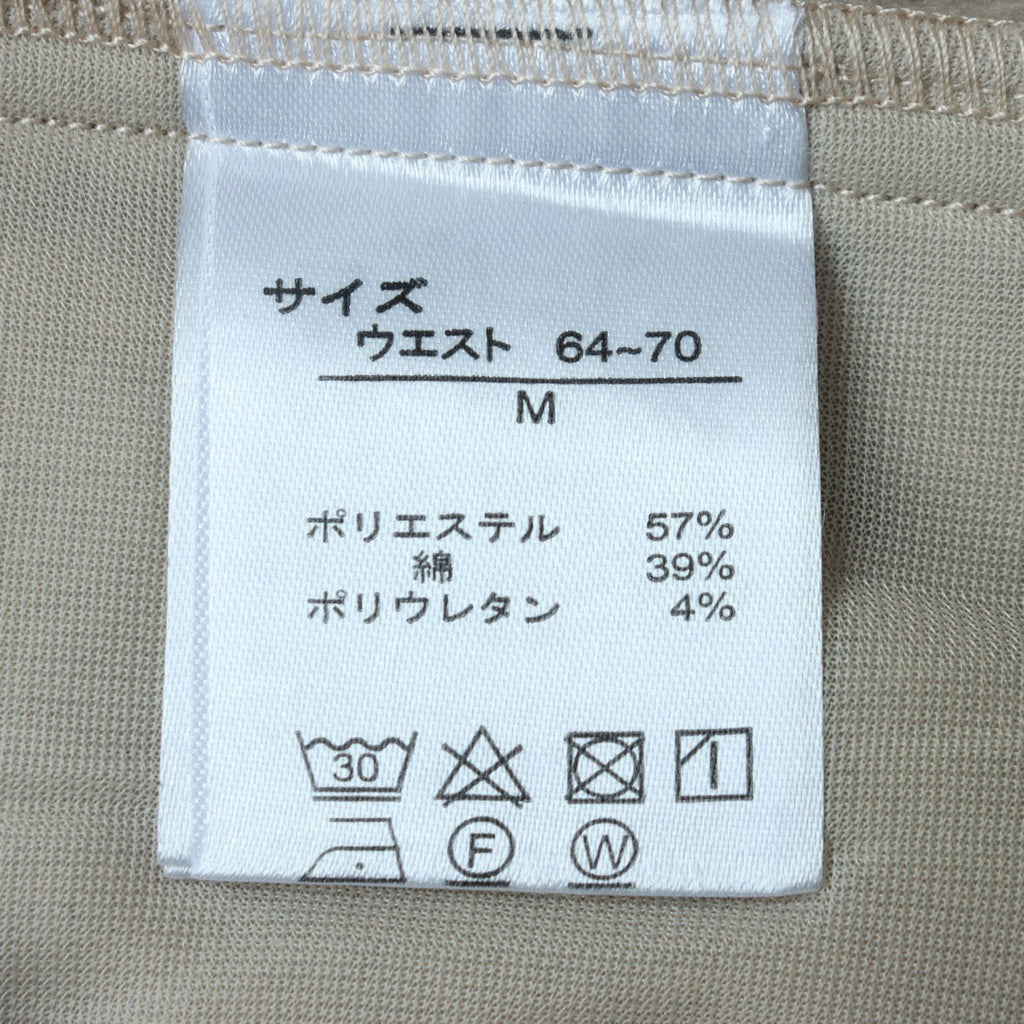 サイズ
ウエスト 64~70
M
ポリエステル 57%
綿 39%
ポリウレタン 4%
30
F W